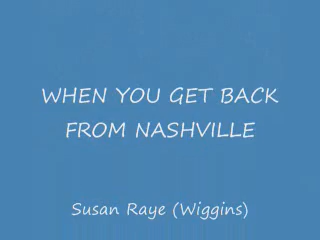 WHEN YOU GET BACK
FROM NASHVILLE
Susan Raye (Wiggins)